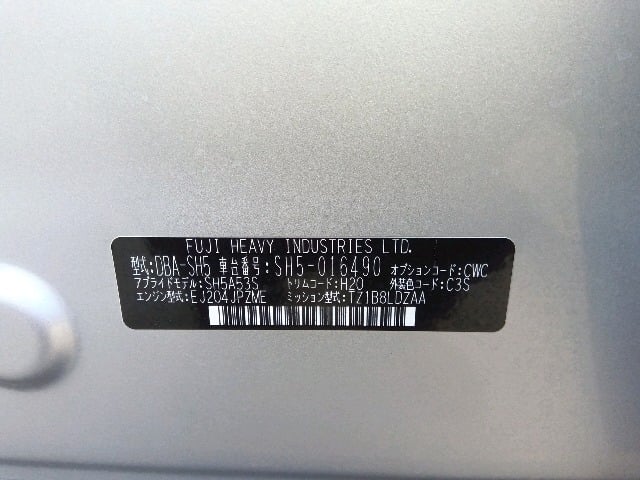 FUJI HEAVY INDUSTRIES LTD.
型式:DBA-SH5 車台番号:SH5-016490 オプションコード:CWC
アプライドモデル:SH5A53S トリムコード:H20 外装色コード:C3S
エンジン型式:EJ204JPZME ミッション型式:TZ1B8LDZAA